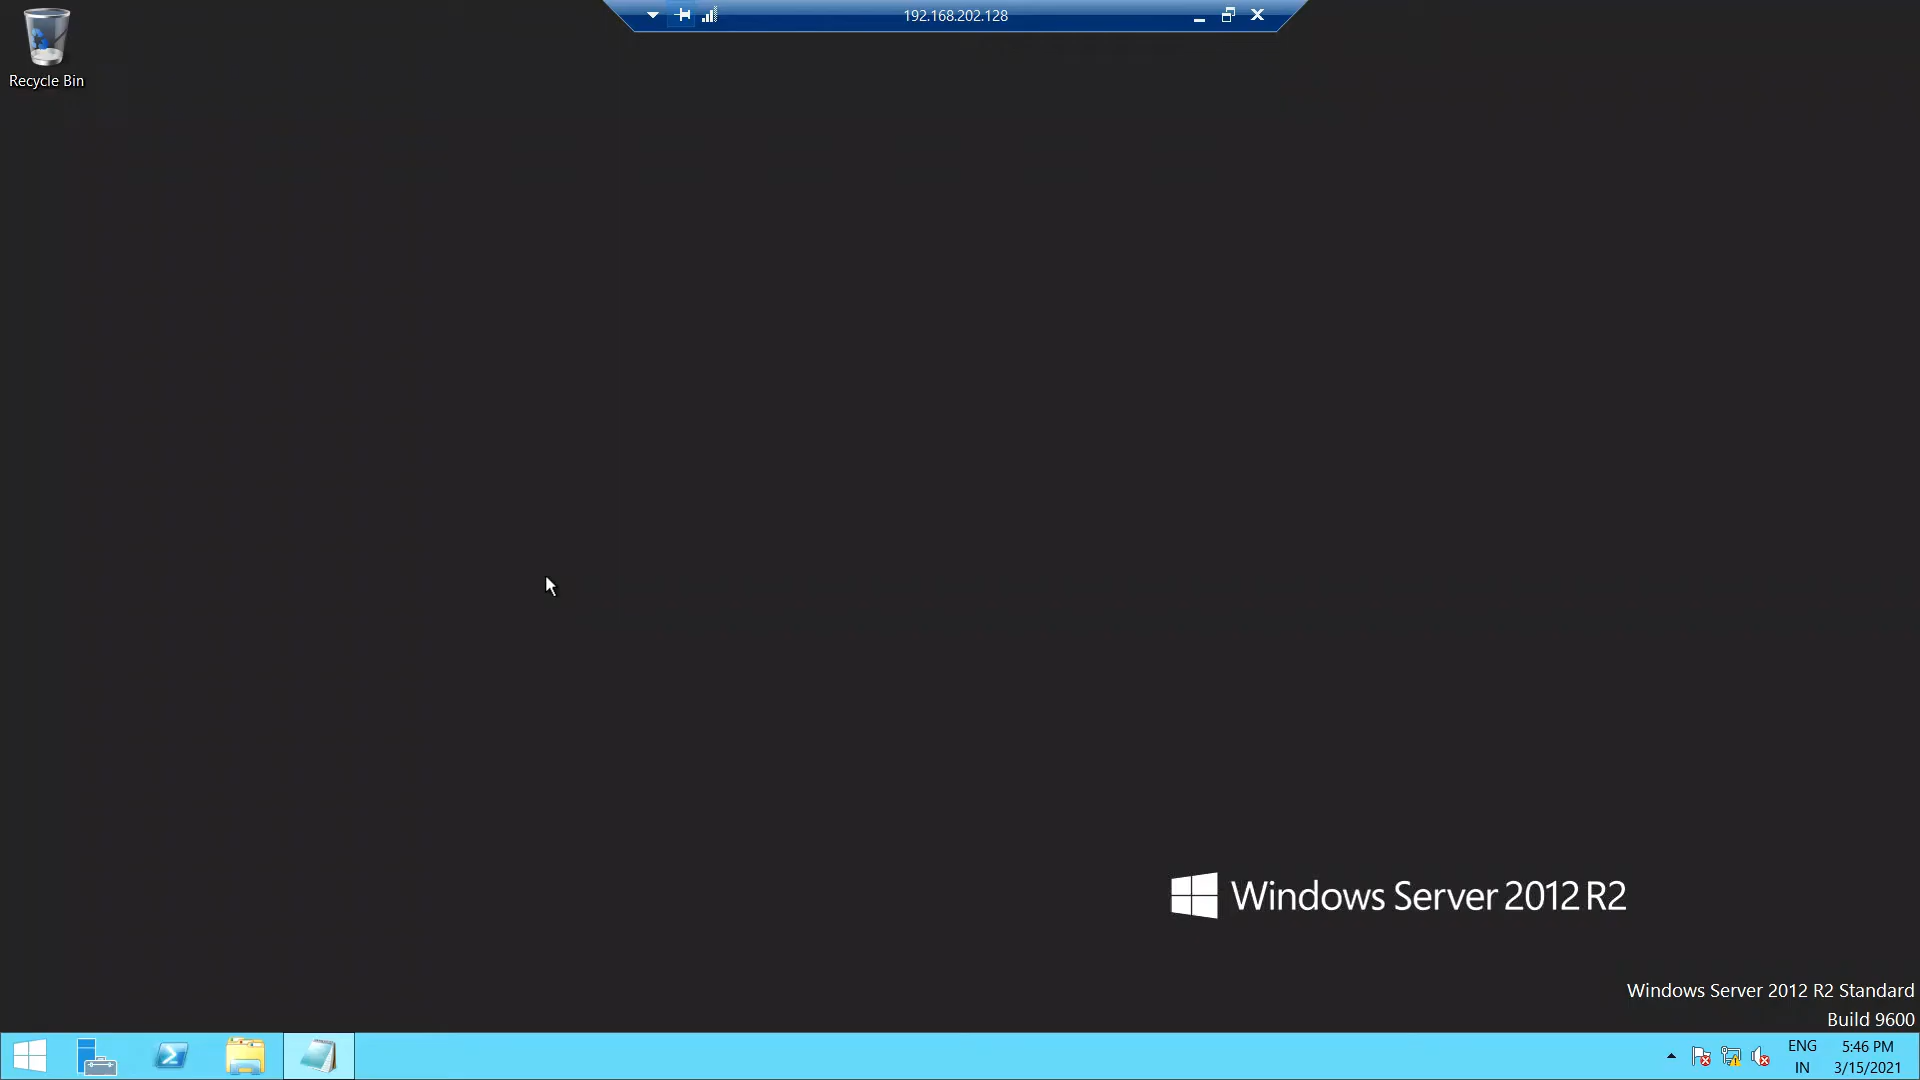 192.168.202.128
Recycle Bin
Windows Server 2012 R2
Windows Server 2012 R2 Standard
Build 9600
ENG
IN
5:46 PM
3/15/2021